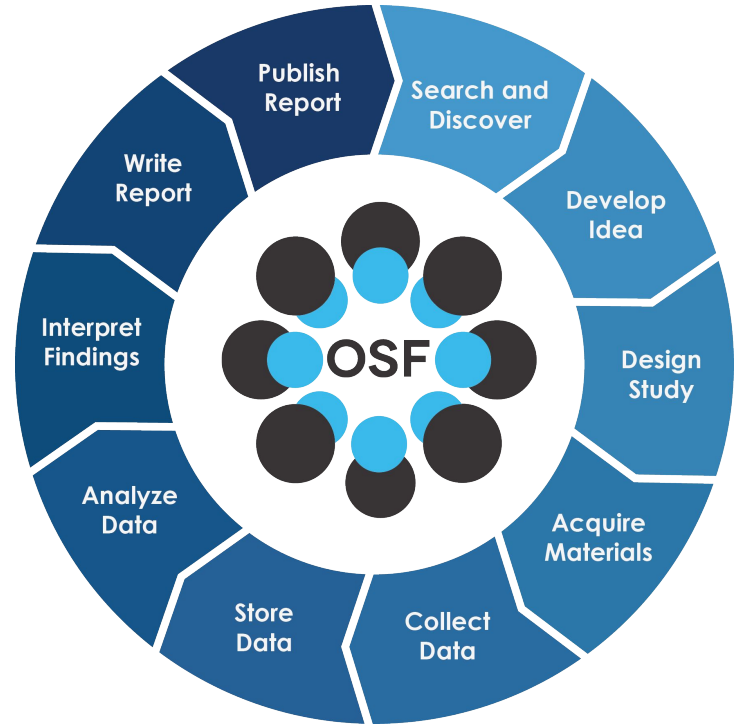 Search and
Discover
Develop
Idea
Design
Study
Acquire
Materials
Collect
Data
Store
Data
Analyze
Data
Interpret
Findings
Write
Report
Publish
Report
OSF